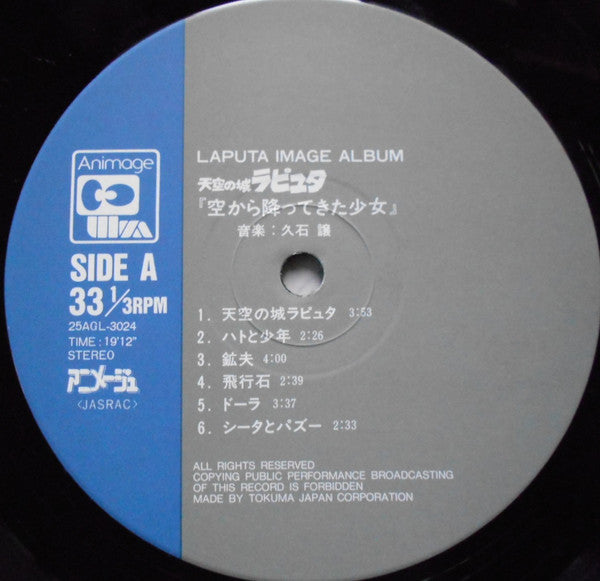 Animage
SIDE A
33 1/3RPM
25AGL-3024
TIME : 19'12"
STEREO
アニメージュ
〈JASRAC〉
LAPUTA IMAGE ALBUM
天空の城ラピュタ
『空から降ってきた少女』
音楽：久石 譲
1. 天空の城ラピュタ 3:53
2. ハトと少年 2:26
3. 鉱夫 4:00
4. 飛行石 2:39
5. ドーラ 3:37
6. シータとパズー 2:33
ALL RIGHTS RESERVED
COPYING PUBLIC PERFORMANCE BROADCASTING
OF THIS RECORD IS FORBIDDEN
MADE BY TOKUMA JAPAN CORPORATION